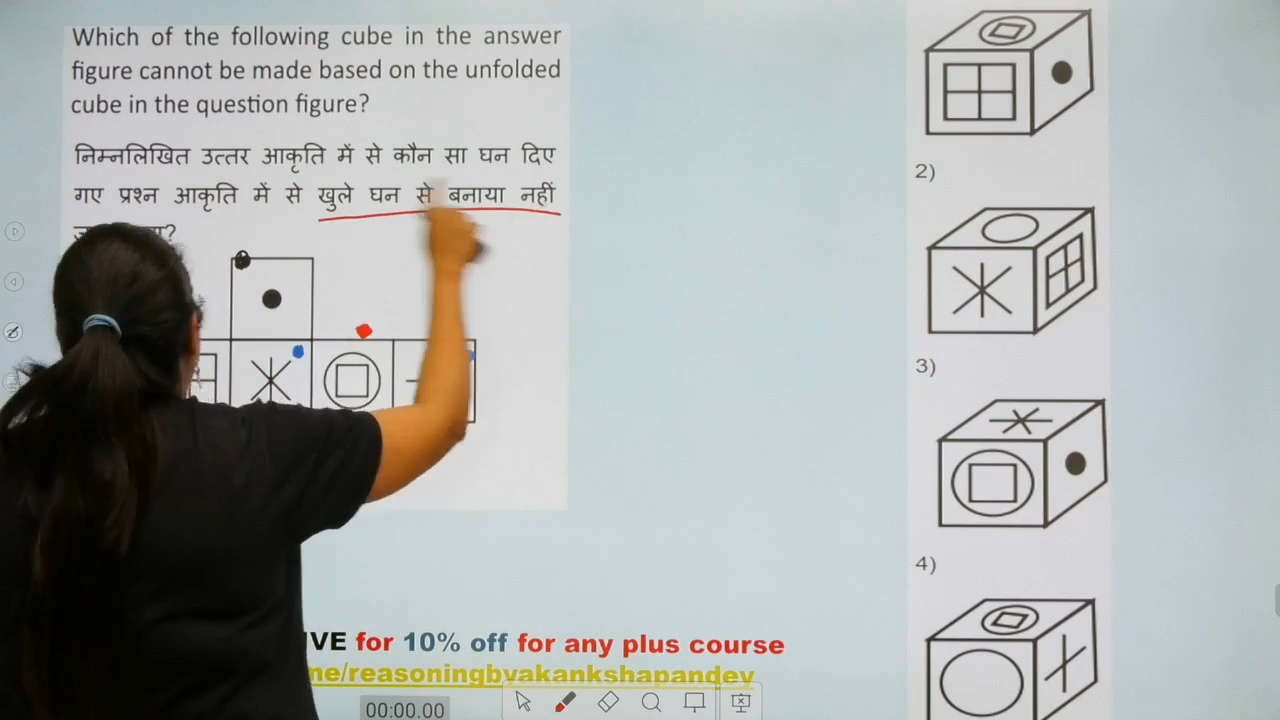 Which of the following cube in the answer
figure cannot be made based on the unfolded
cube in the question figure?
निम्नलिखित उत्तर आकृति में से कौन सा घन दिए
गए प्रश्न आकृति में से खुले घन से बनाया नहीं
2)
3)
4)
for 10% off for any plus course
me/reasoningbyakankshapandey
00:00.00